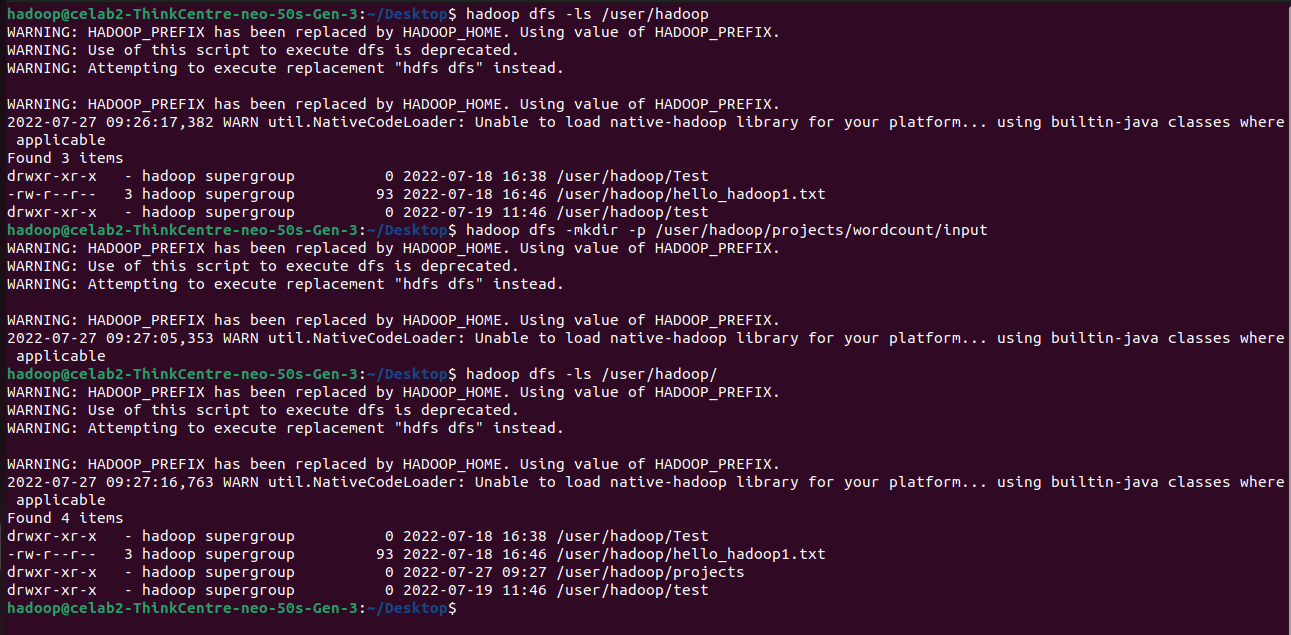 hadoop@celab2-ThinkCentre-neo-50s-Gen-3:~/Desktop$ hadoop dfs -ls /user/hadoop
WARNING: HADOOP_PREFIX has been replaced by HADOOP_HOME. Using value of HADOOP_PREFIX.
WARNING: Use of this script to execute dfs is deprecated.
WARNING: Attempting to execute replacement "hdfs dfs" instead.

WARNING: HADOOP_PREFIX has been replaced by HADOOP_HOME. Using value of HADOOP_PREFIX.
2022-07-27 09:26:17,382 WARN util.NativeCodeLoader: Unable to load native-hadoop library for your platform... using builtin-java classes where
 applicable
Found 3 items
drwxr-xr-x   - hadoop supergroup          0 2022-07-18 16:38 /user/hadoop/Test
-rw-r--r--   3 hadoop supergroup         93 2022-07-18 16:46 /user/hadoop/hello_hadoop1.txt
drwxr-xr-x   - hadoop supergroup          0 2022-07-19 11:46 /user/hadoop/test
hadoop@celab2-ThinkCentre-neo-50s-Gen-3:~/Desktop$ hadoop dfs -mkdir -p /user/hadoop/projects/wordcount/input
WARNING: HADOOP_PREFIX has been replaced by HADOOP_HOME. Using value of HADOOP_PREFIX.
WARNING: Use of this script to execute dfs is deprecated.
WARNING: Attempting to execute replacement "hdfs dfs" instead.

WARNING: HADOOP_PREFIX has been replaced by HADOOP_HOME. Using value of HADOOP_PREFIX.
2022-07-27 09:27:05,353 WARN util.NativeCodeLoader: Unable to load native-hadoop library for your platform... using builtin-java classes where
 applicable
hadoop@celab2-ThinkCentre-neo-50s-Gen-3:~/Desktop$ hadoop dfs -ls /user/hadoop/
WARNING: HADOOP_PREFIX has been replaced by HADOOP_HOME. Using value of HADOOP_PREFIX.
WARNING: Use of this script to execute dfs is deprecated.
WARNING: Attempting to execute replacement "hdfs dfs" instead.

WARNING: HADOOP_PREFIX has been replaced by HADOOP_HOME. Using value of HADOOP_PREFIX.
2022-07-27 09:27:16,763 WARN util.NativeCodeLoader: Unable to load native-hadoop library for your platform... using builtin-java classes where
 applicable
Found 4 items
drwxr-xr-x   - hadoop supergroup          0 2022-07-18 16:38 /user/hadoop/Test
-rw-r--r--   3 hadoop supergroup         93 2022-07-18 16:46 /user/hadoop/hello_hadoop1.txt
drwxr-xr-x   - hadoop supergroup          0 2022-07-27 09:27 /user/hadoop/projects
drwxr-xr-x   - hadoop supergroup          0 2022-07-19 11:46 /user/hadoop/test
hadoop@celab2-ThinkCentre-neo-50s-Gen-3:~/Desktop$